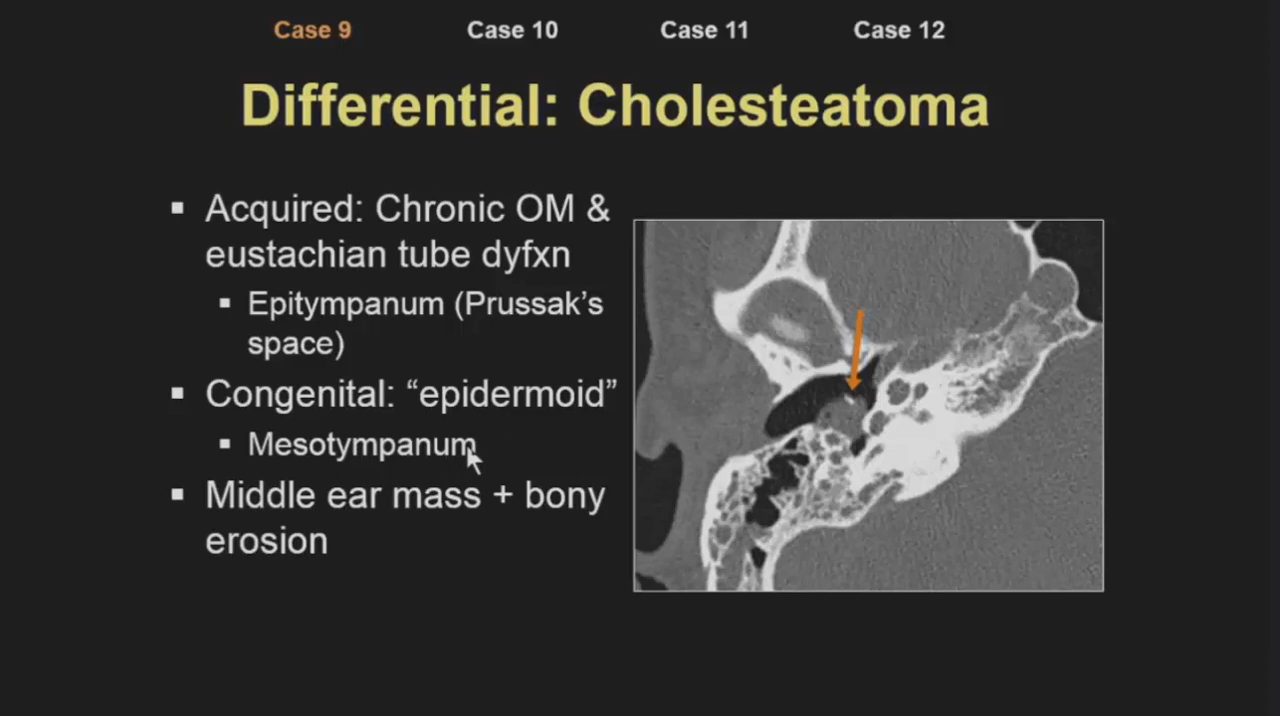 Case 9 Case 10 Case 11 Case 12
Differential: Cholesteatoma
▪ Acquired: Chronic OM &
eustachian tube dyfxn
▪ Epitympanum (Prussak’s
space)
▪ Congenital: “epidermoid”
▪ Mesotympanum
▪ Middle ear mass + bony
erosion